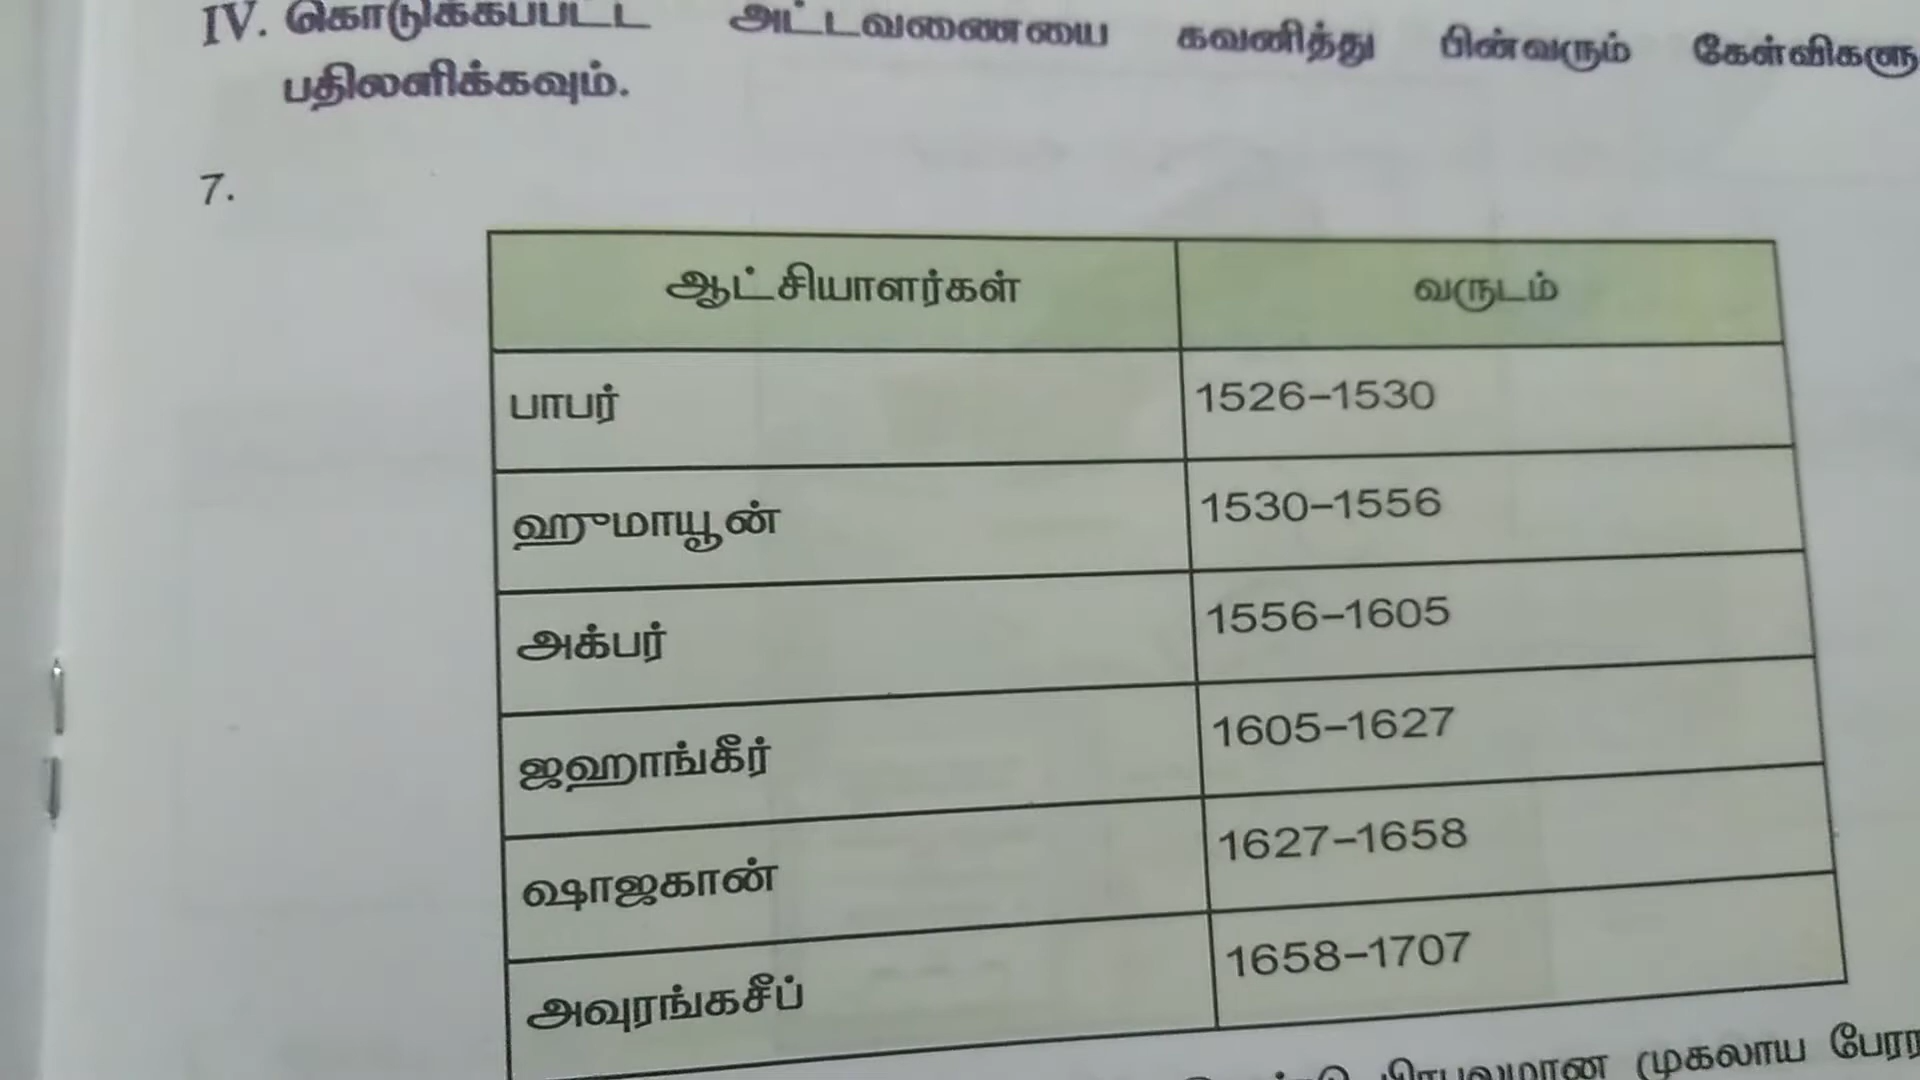 IV. கொடுக்கப்பட்ட அட்டவணையை கவனித்து பின்வரும்
பதிலளிக்கவும்.
7.
ஆட்சியாளர்கள் வருடம்
பாபர் 1526–1530
ஹுமாயூன் 1530–1556
அக்பர் 1556–1605
ஜஹாங்கீர் 1605–1627
ஷாஜகான் 1627–1658
அவுரங்கசீப் 1658–1707
பிரபலமான முகலாய